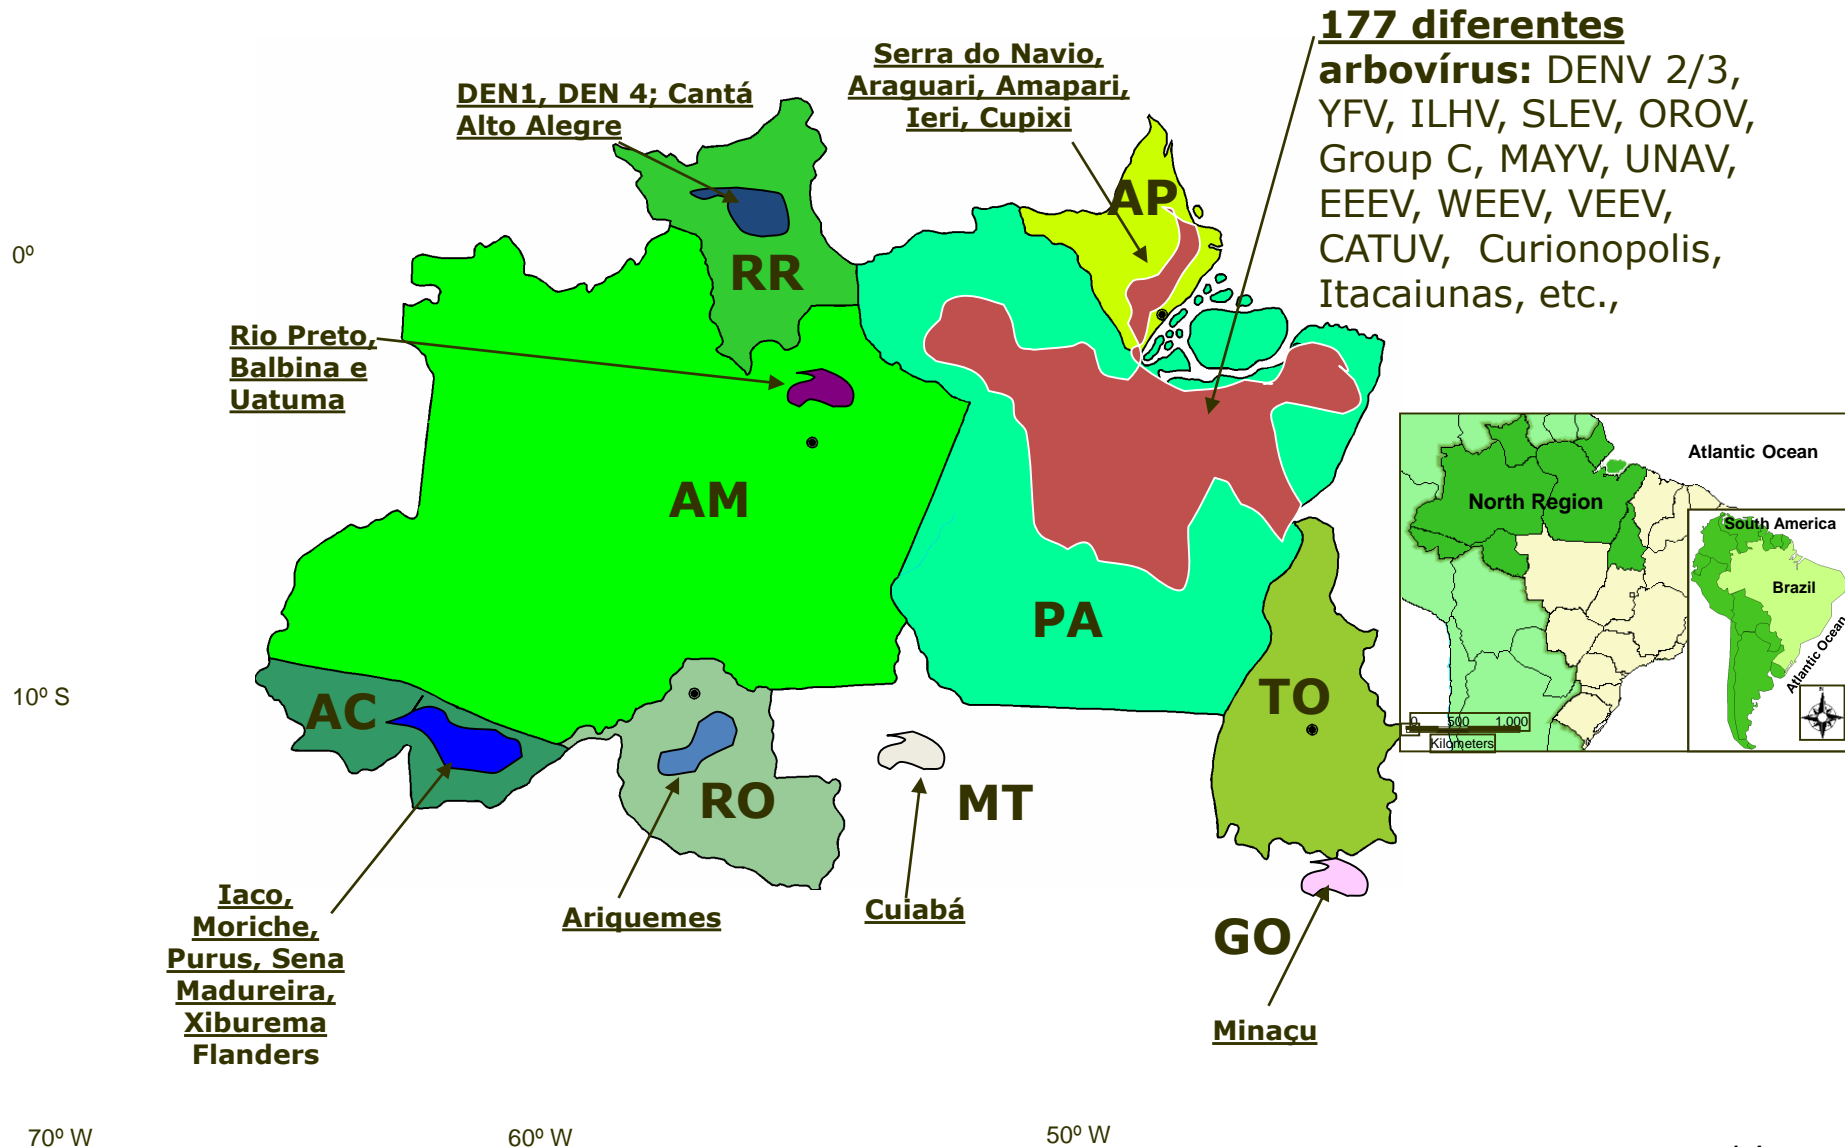 177 diferentes
arbovírus: DENV 2/3,
YFV, ILHV, SLEV, OROV,
Group C, MAYV, UNAV,
EEEV, WEEV, VEEV,
CATUV, Curionopolis,
Itacaiunas, etc.,
Serra do Navio,
Araguari, Amapari,
Ieri, Cupixi
DEN1, DEN 4; Cantá
Alto Alegre
AP
0º
RR
Rio Preto,
Balbina e
Uatuma
AM
Atlantic Ocean
North Region
South America
Brazil
Atlantic Ocean
N
0 500 1.000
Kilometers
PA
10º S
AC
TO
RO
MT
Iaco,
Moriche,
Purus, Sena
Madureira,
Xiburema
Flanders
Ariquemes
Cuiabá
GO
Minaçu
70º W
60º W
50º W